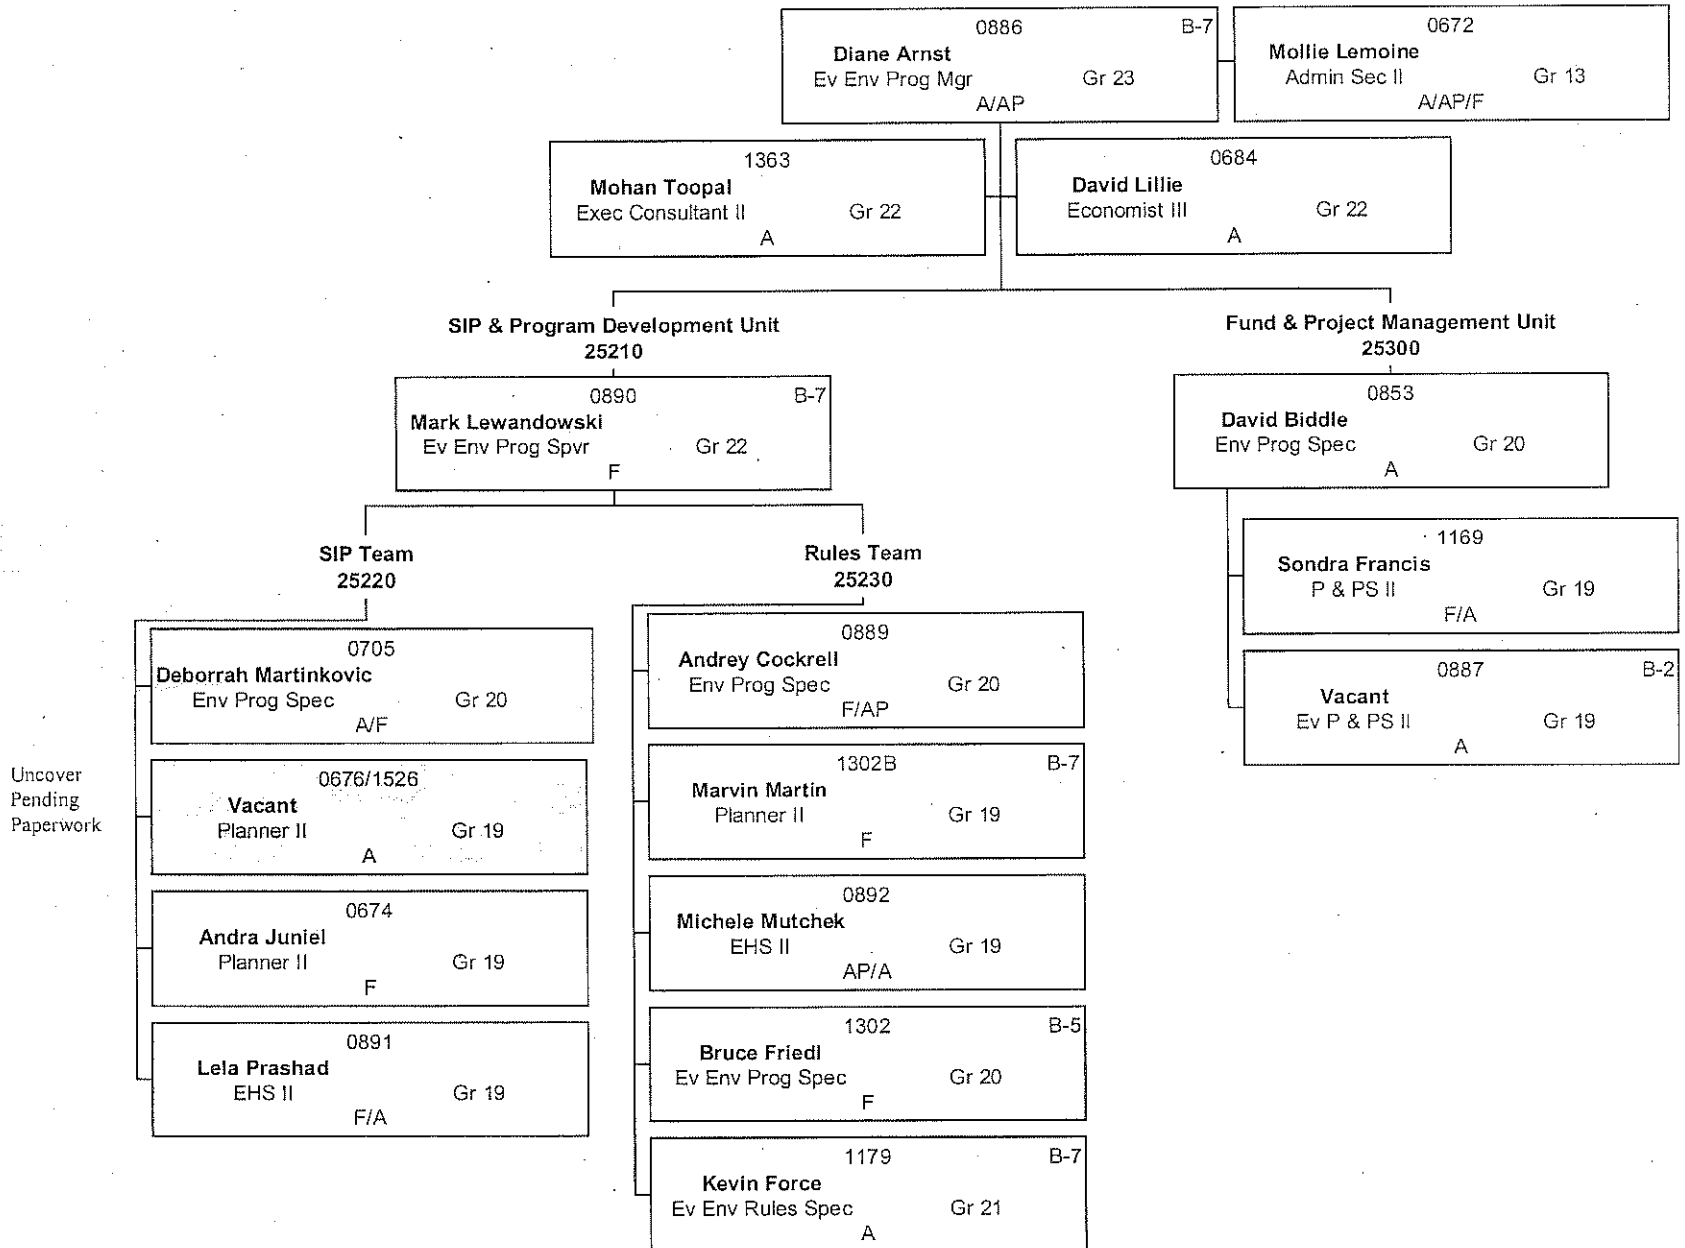 0886 B-7
Diane Arnst
Ev Env Prog Mgr Gr 23
A/AP
0672
Mollie Lemoine
Admin Sec II Gr 13
A/AP/F
1363
Mohan Toopal
Exec Consultant II Gr 22
A
0684
David Lillie
Economist III Gr 22
A
SIP & Program Development Unit
25210
0890 B-7
Mark Lewandowski
Ev Env Prog Spvr Gr 22
F
Fund & Project Management Unit
25300
0853
David Biddle
Env Prog Spec Gr 20
A
1169
Sondra Francis
P & PS II Gr 19
F/A
0887 B-2
Vacant
Ev P & PS II Gr 19
A
SIP Team
25220
0705
Deborrah Martinkovic
Env Prog Spec Gr 20
A/F
Uncover
Pending
Paperwork
0676/1526
Vacant
Planner II Gr 19
A
0674
Andra Juniel
Planner II Gr 19
F
0891
Lela Prashad
EHS II Gr 19
F/A
Rules Team
25230
0889
Andrey Cockrell
Env Prog Spec Gr 20
F/AP
1302B B-7
Marvin Martin
Planner II Gr 19
F
0892
Michele Mutchek
EHS II Gr 19
AP/A
1302 B-5
Bruce Friedl
Ev Env Prog Spec Gr 20
F
1179 B-7
Kevin Force
Ev Env Rules Spec Gr 21
A